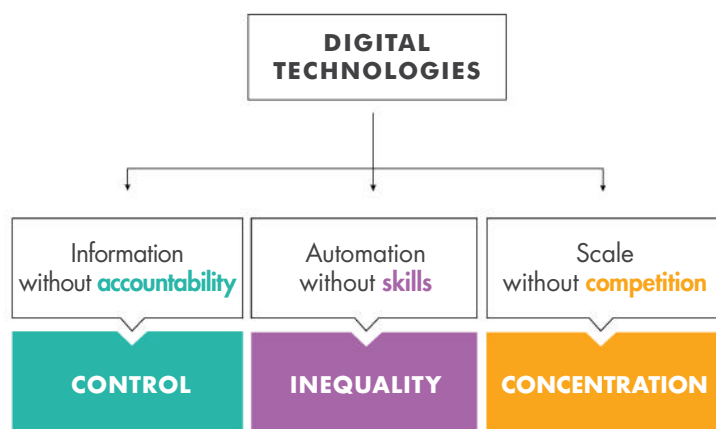 DIGITAL
TECHNOLOGIES
Information
without accountability
Automation
without skills
Scale
without competition
CONTROL
INEQUALITY
CONCENTRATION